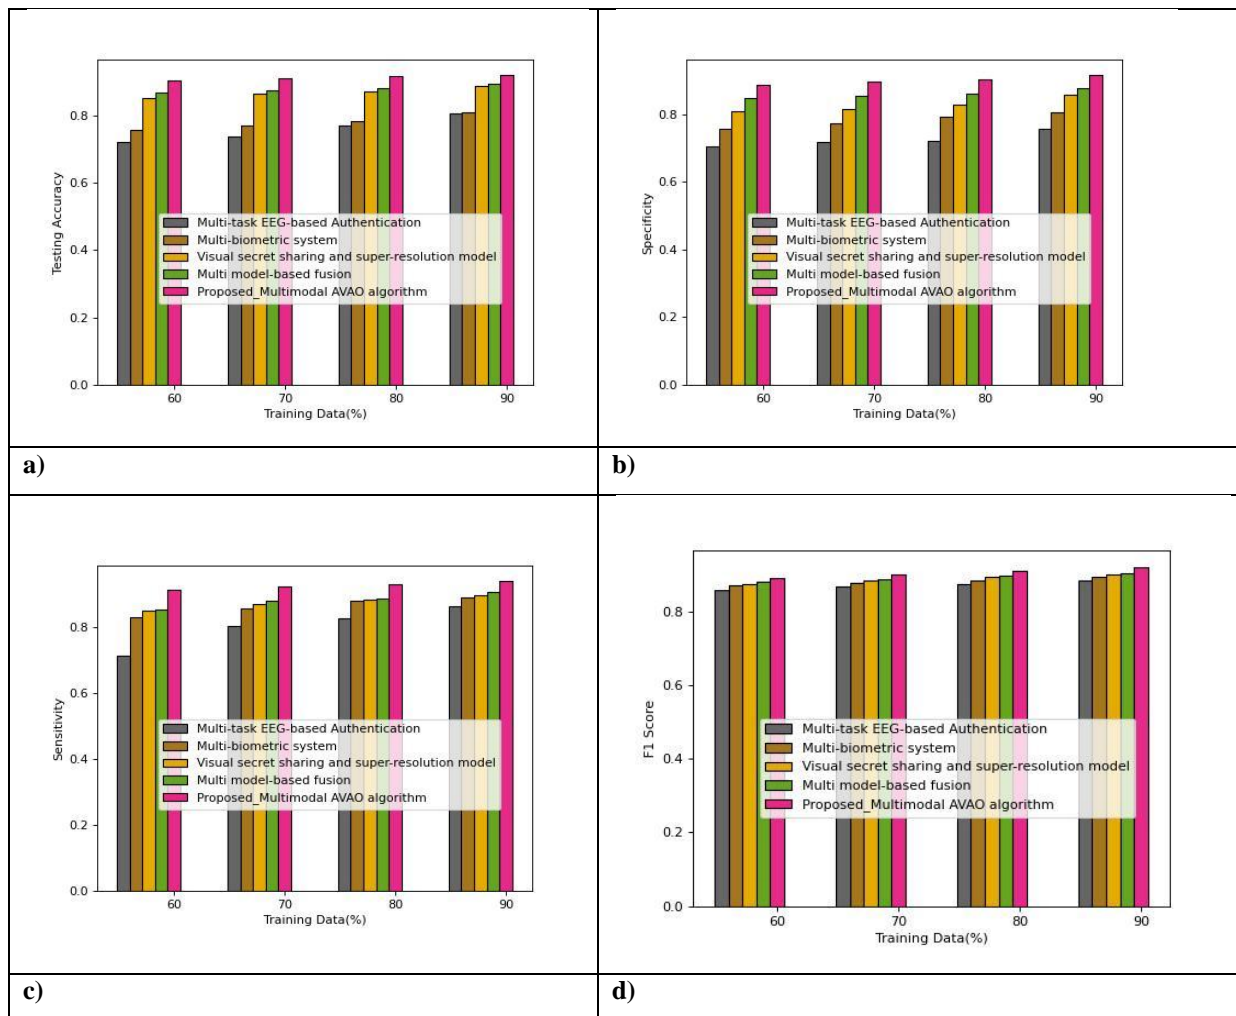 0.8
0.6
0.4
0.2
0.0
Testing Accuracy
Multi-task EEG-based Authentication
Multi-biometric system
Visual secret sharing and super-resolution model
Multi model-based fusion
Proposed_Multimodal AVAO algorithm
60 70 80 90
Training Data(%)
a)
0.8
0.6
0.4
0.2
0.0
Specificity
Multi-task EEG-based Authentication
Multi-biometric system
Visual secret sharing and super-resolution model
Multi model-based fusion
Proposed_Multimodal AVAO algorithm
60 70 80 90
Training Data(%)
b)
0.8
0.6
0.4
0.2
0.0
Sensitivity
Multi-task EEG-based Authentication
Multi-biometric system
Visual secret sharing and super-resolution model
Multi model-based fusion
Proposed_Multimodal AVAO algorithm
60 70 80 90
Training Data(%)
c)
0.8
0.6
0.4
0.2
0.0
F1 Score
Multi-task EEG-based Authentication
Multi-biometric system
Visual secret sharing and super-resolution model
Multi model-based fusion
Proposed_Multimodal AVAO algorithm
60 70 80 90
Training Data(%)
d)